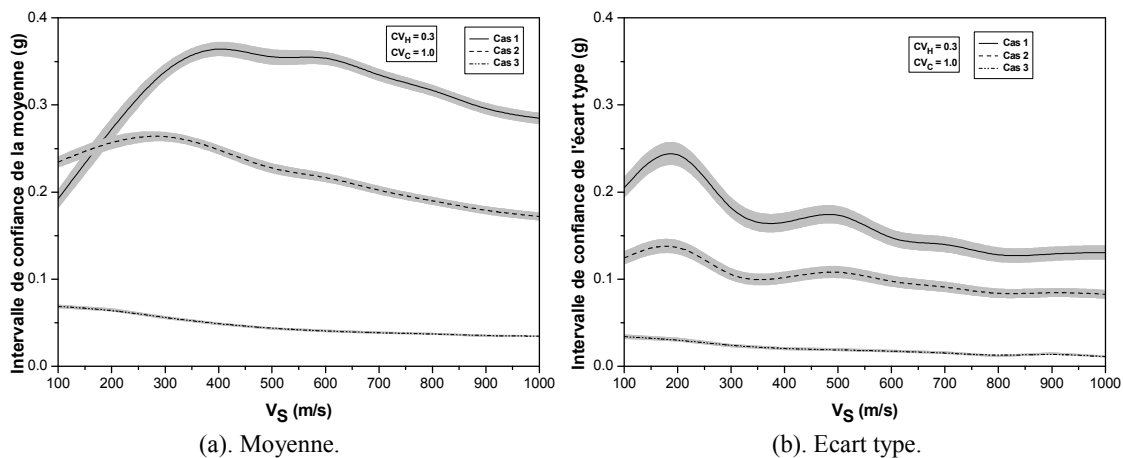 Intervalle de confiance de la moyenne (g)
0.4
0.3
0.2
0.1
0.0
CV_H = 0.3
CV_C = 1.0
Cas 1
Cas 2
Cas 3
100 200 300 400 500 600 700 800 900 1000
V_S (m/s)
(a). Moyenne.
Intervalle de confiance de l'écart type (g)
0.4
0.3
0.2
0.1
0.0
CV_H = 0.3
CV_C = 1.0
Cas 1
Cas 2
Cas 3
100 200 300 400 500 600 700 800 900 1000
V_S (m/s)
(b). Ecart type.